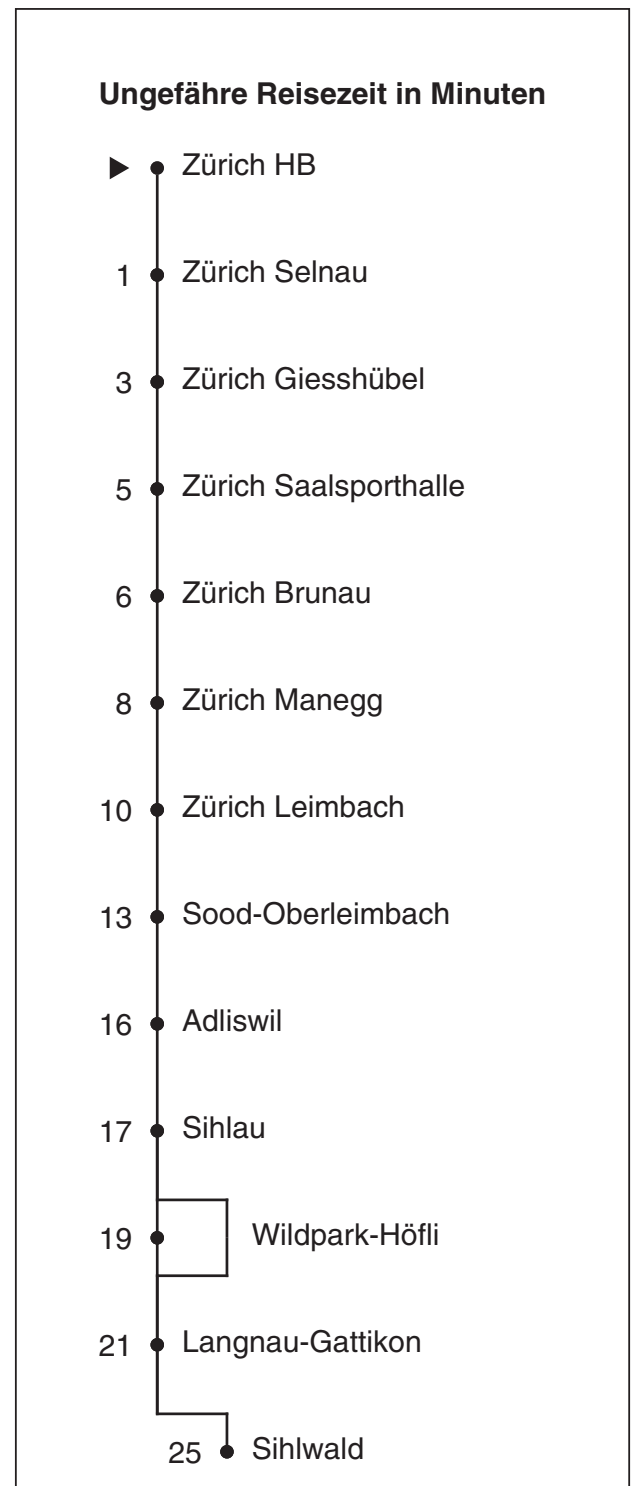 Ungefähre Reisezeit in Minuten
Zürich HB
1 Zürich Selnau
3 Zürich Giesshübel
5 Zürich Saalsporthalle
6 Zürich Brunau
8 Zürich Manegg
10 Zürich Leimbach
13 Sood-Oberleimbach
16 Adliswil
17 Sihlau
19 Wildpark-Höfli
21 Langnau-Gattikon
25 Sihlwald